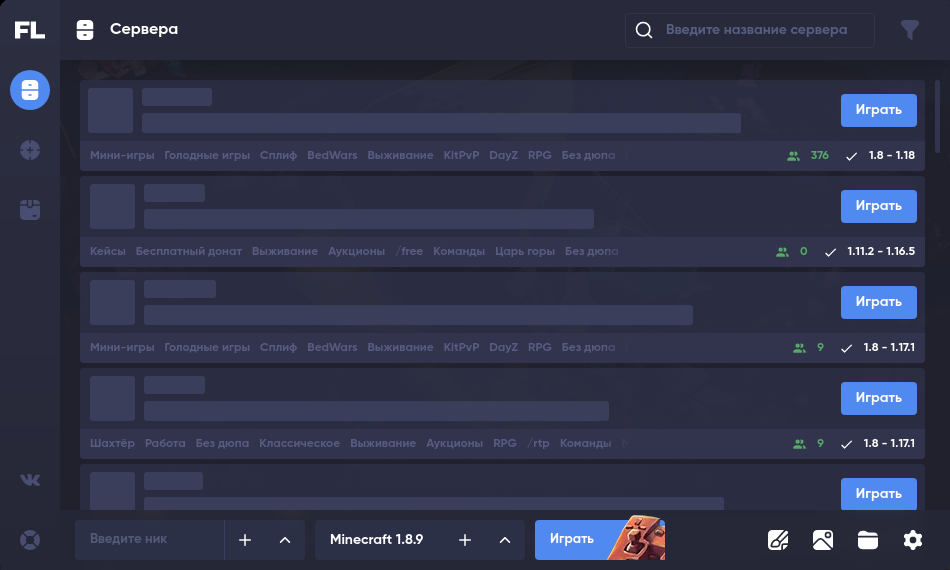 FL
Сервера
Введите название сервера
Играть
Мини-игры Голодные игры Сплиф BedWars Выживание KitPvP DayZ RPG Без дюпа
376 1.8 - 1.18
Играть
Кейсы Бесплатный донат Выживание Аукционы /free Команды Царь горы Без дюпа
0 1.11.2 - 1.16.5
Играть
Мини-игры Голодные игры Сплиф BedWars Выживание KitPvP DayZ RPG Без дюпа
9 1.8 - 1.17.1
Играть
Шахтёр Работа Без дюпа Классическое Выживание Аукционы RPG /rtp Команды
9 1.8 - 1.17.1
Играть
Введите ник
Minecraft 1.8.9
Играть